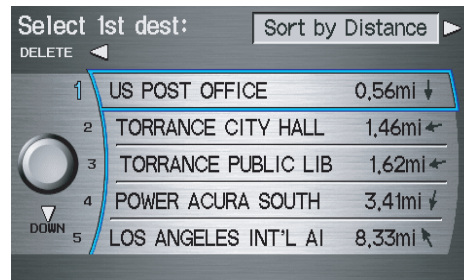 Select 1st dest: Sort by Distance
DELETE
1 US POST OFFICE 0,56mi
2 TORRANCE CITY HALL 1,46mi
3 TORRANCE PUBLIC LIB 1,62mi
4 POWER ACURA SOUTH 3,41mi
DOWN
5 LOS ANGELES INT'L AI 8,33mi